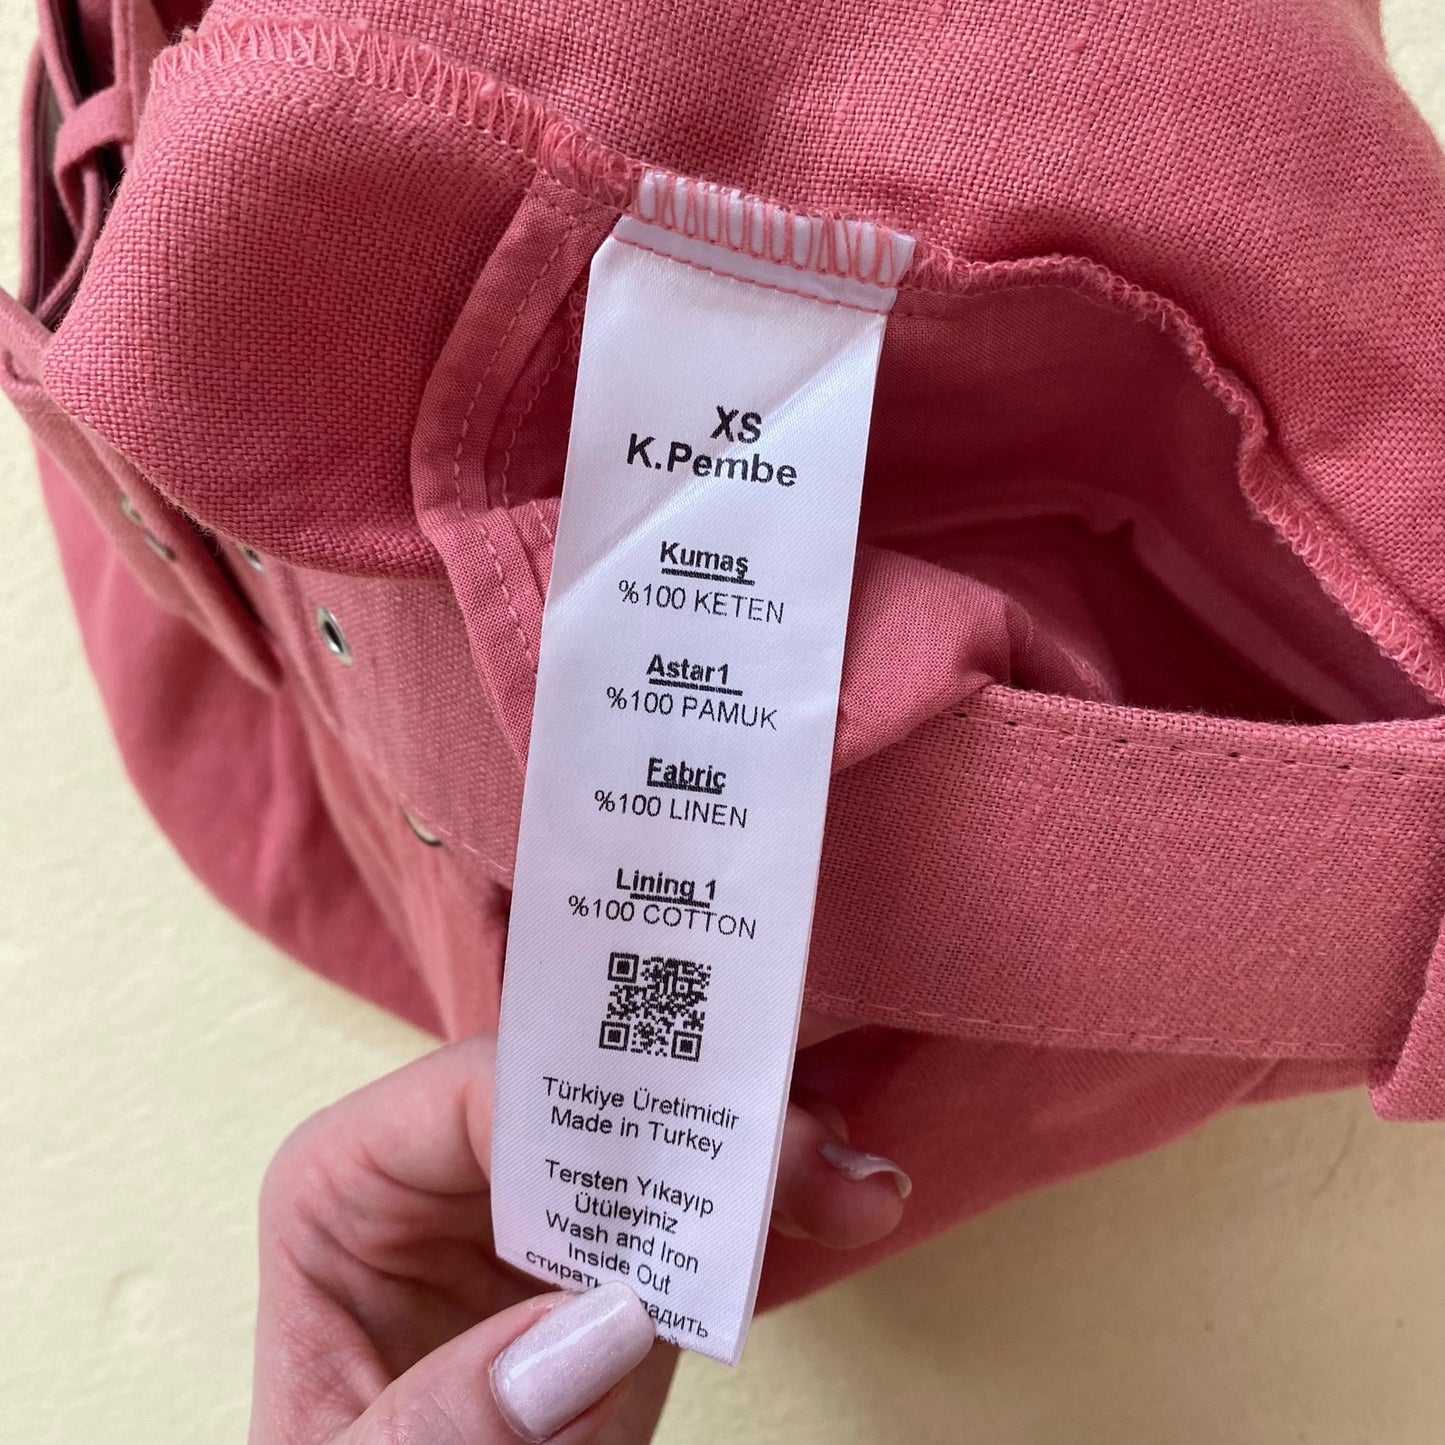 XS
K.Pembe
Kumaş
%100 KETEN
Astar1
%100 PAMUK
Fabric
%100 LINEN
Lining 1
%100 COTTON
Türkiye Üretimidir
Made in Turkey
Tersten Yıkayıp
Ütüleyiniz
Wash and Iron
Inside Out